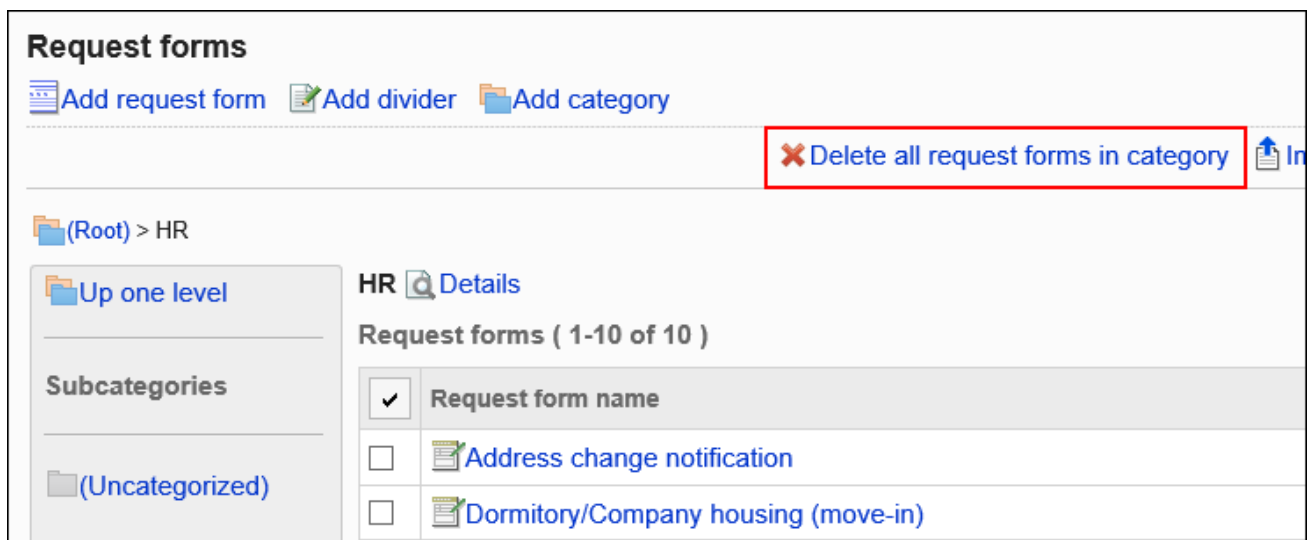 Request forms
Add request form Add divider Add category
Delete all request forms in category
(Root) > HR
Up one level
HR Details
Request forms ( 1-10 of 10 )
Subcategories
Request form name
Address change notification
(Uncategorized)
Dormitory/Company housing (move-in)